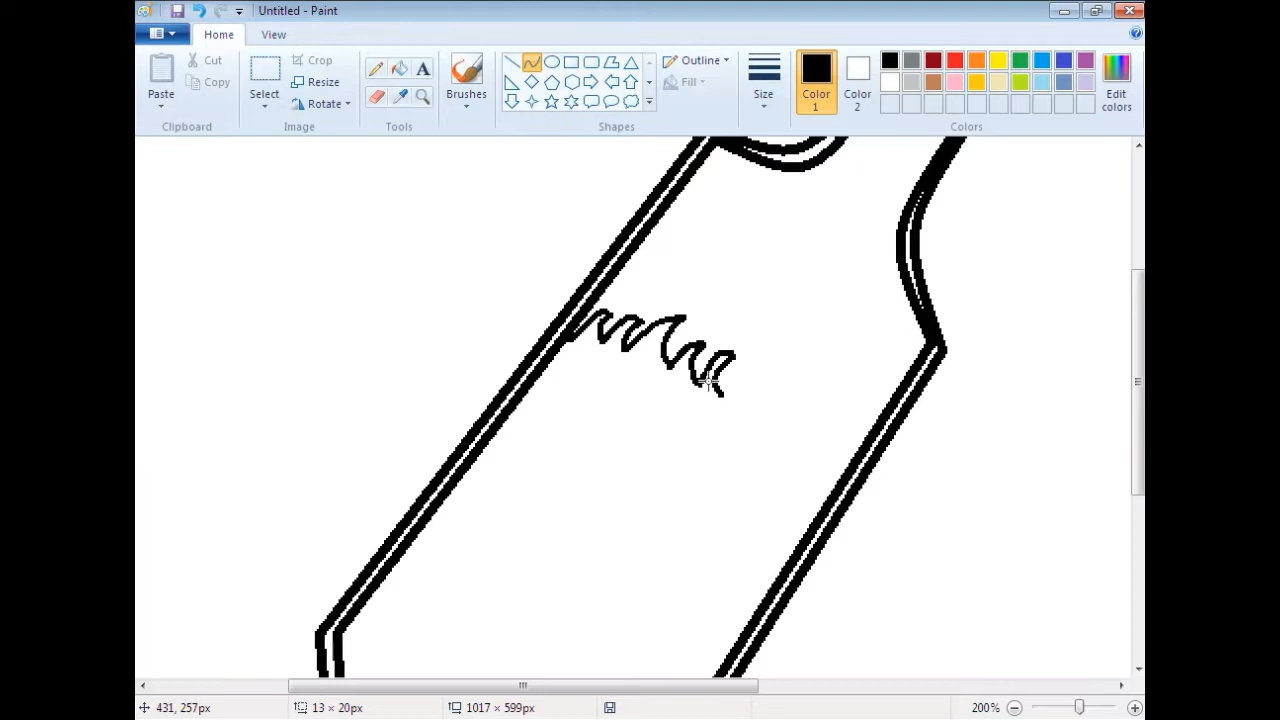 Untitled - Paint
Home View
Paste
Cut
Copy
Clipboard
Select
Crop
Resize
Rotate
Image
A
Tools
Brushes
Outline
Fill
Shapes
Size
Color 1
Color 2
Edit colors
Colors
431, 257px
13 × 20px
1017 × 599px
200%